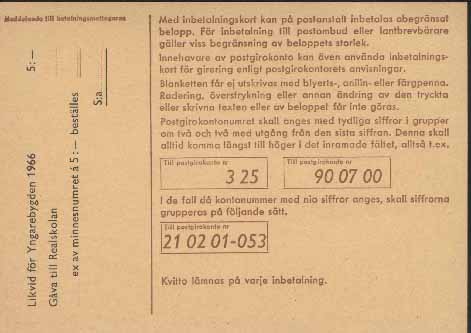 Meddelande till betalningsmottagaren
Likvid för Yngarebygden 1966 5: —
Gåva till Realskolan
ex av minnesnumret à 5: — beställes
S:a
Med inbetalningskort kan på postanstalt inbetalas obegränsat
belopp. För inbetalning till postombud eller lantbrevbärare
gäller viss begränsning av beloppets storlek.
Innehavare av postgirokonto kan även använda inbetalnings-
kort för girering enligt postgirokontorets anvisningar.
Blanketten får ej utskrivas med blyerts-, anilin- eller färgpenna.
Radering, överstrykning eller annan ändring av den tryckta
eller skrivna texten eller av beloppet får inte göras.
Postgirokontonumret skall anges med tydliga siffror i grupper
om två och två med utgång från den sista siffran. Denna skall
alltid komma längst till höger i det inramade fältet, alltså t.ex.
Till postgirokonto nr
3 25
Till postgirokonto nr
90 07 00
I de fall då kontonummer med nio siffror anges, skall siffrorna
grupperas på följande sätt.
Till postgirokonto nr
21 02 01-053
Kvitto lämnas på varje inbetalning.